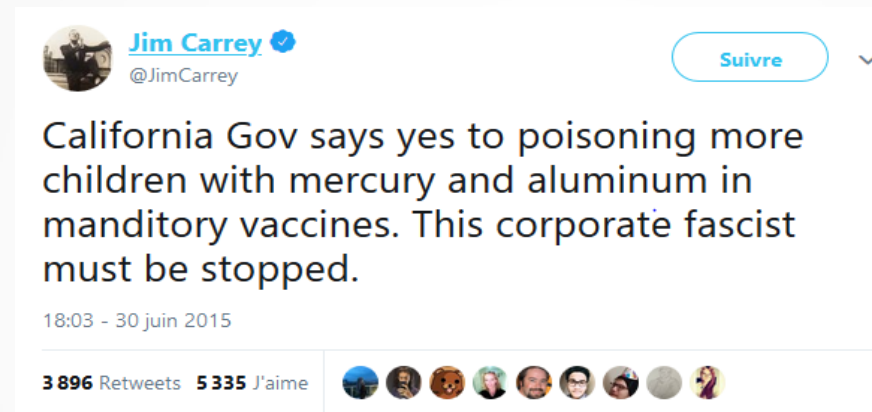 Jim Carrey
@JimCarrey
Suivre
California Gov says yes to poisoning more
children with mercury and aluminum in
manditory vaccines. This corporate fascist
must be stopped.
18:03 - 30 juin 2015
3 896 Retweets 5 335 J'aime